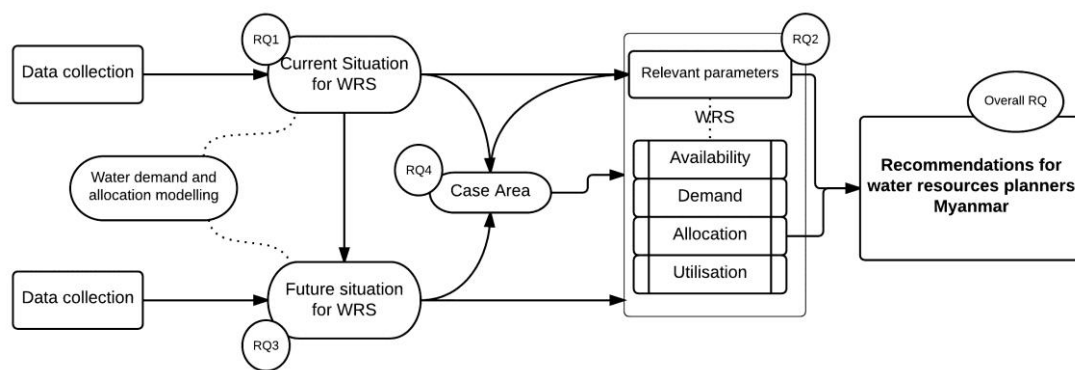 RQ1
Data collection
Current Situation
for WRS
Water demand and
allocation modelling
Data collection
Future situation
for WRS
RQ3
RQ4
Case Area
RQ2
Relevant parameters
WRS
Availability
Demand
Allocation
Utilisation
Overall RQ
Recommendations for
water resources planners
Myanmar